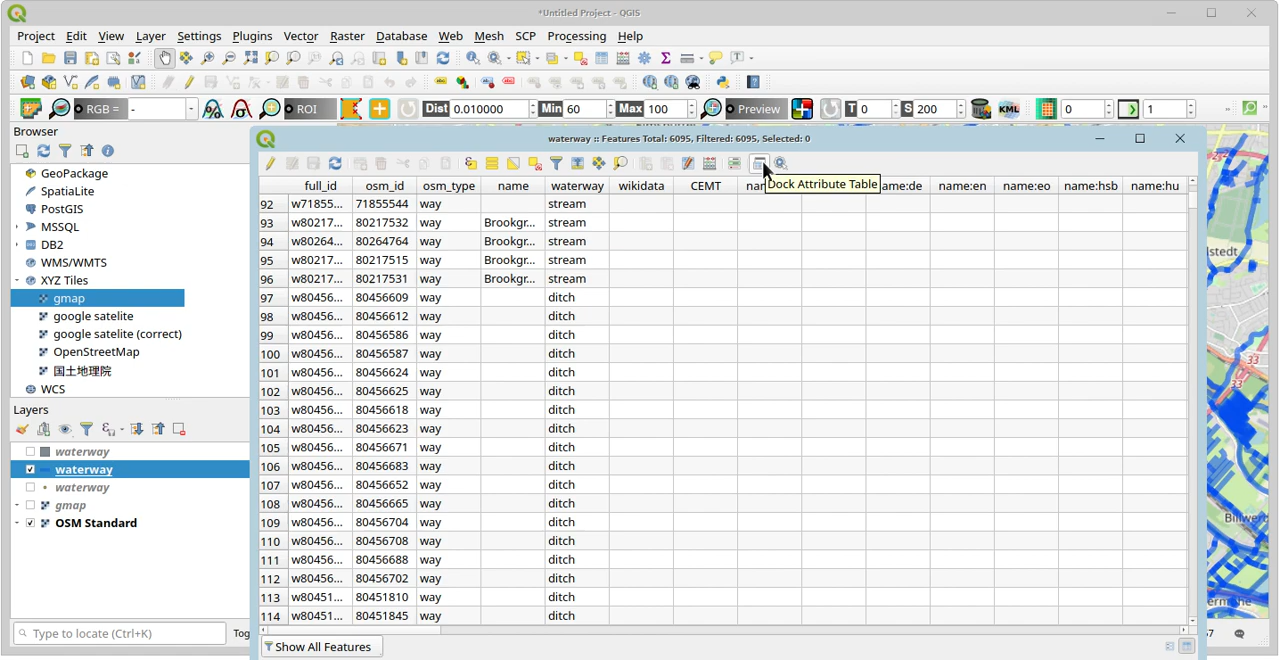 *Untitled Project - QGIS
Project Edit View Layer Settings Plugins Vector Raster Database Web Mesh SCP Processing Help
RGB = - ROI Dist 0.010000 Min 60 Max 100 Preview T 0 S 200 KML 0 1
Browser
GeoPackage
SpatiaLite
PostGIS
MSSQL
DB2
WMS/WMTS
XYZ Tiles
gmap
google satelite
google satelite (correct)
OpenStreetMap
国土地理院
WCS
Layers
waterway
waterway
waterway
gmap
OSM Standard
Type to locate (Ctrl+K)
waterway :: Features Total: 6095, Filtered: 6095, Selected: 0
Dock Attribute Table
full_id osm_id osm_type name waterway wikidata CEMT name:en name:eo name:hsb name:hu
92 w71855... 71855544 way stream
93 w80217... 80217532 way Brookgr... stream
94 w80264... 80264764 way Brookgr... stream
95 w80217... 80217515 way Brookgr... stream
96 w80217... 80217531 way Brookgr... stream
97 w80456... 80456609 way ditch
98 w80456... 80456612 way ditch
99 w80456... 80456586 way ditch
100 w80456... 80456587 way ditch
101 w80456... 80456624 way ditch
102 w80456... 80456625 way ditch
103 w80456... 80456618 way ditch
104 w80456... 80456623 way ditch
105 w80456... 80456671 way ditch
106 w80456... 80456683 way ditch
107 w80456... 80456652 way ditch
108 w80456... 80456665 way ditch
109 w80456... 80456704 way ditch
110 w80456... 80456708 way ditch
111 w80456... 80456688 way ditch
112 w80456... 80456702 way ditch
113 w80451... 80451810 way ditch
114 w80451... 80451845 way ditch
Show All Features
lstedt
33
33
Billwer